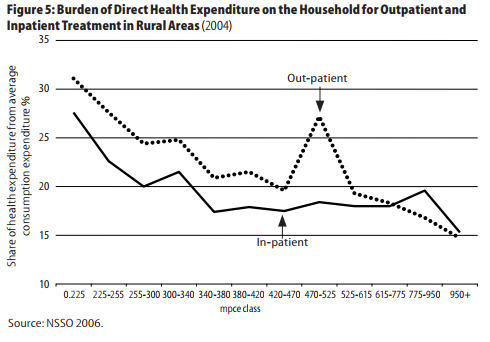 Figure 5: Burden of Direct Health Expenditure on the Household for Outpatient and
Inpatient Treatment in Rural Areas (2004)
35
30
25
20
15
10
Share of health expenditure from average
consumption expenditure %
Out-patient
In-patient
0.225 225-255 255-300 300-340 340-380 380-420 420-470 470-525 525-615 615-775 775-950 950+
mpce class
Source: NSSO 2006.